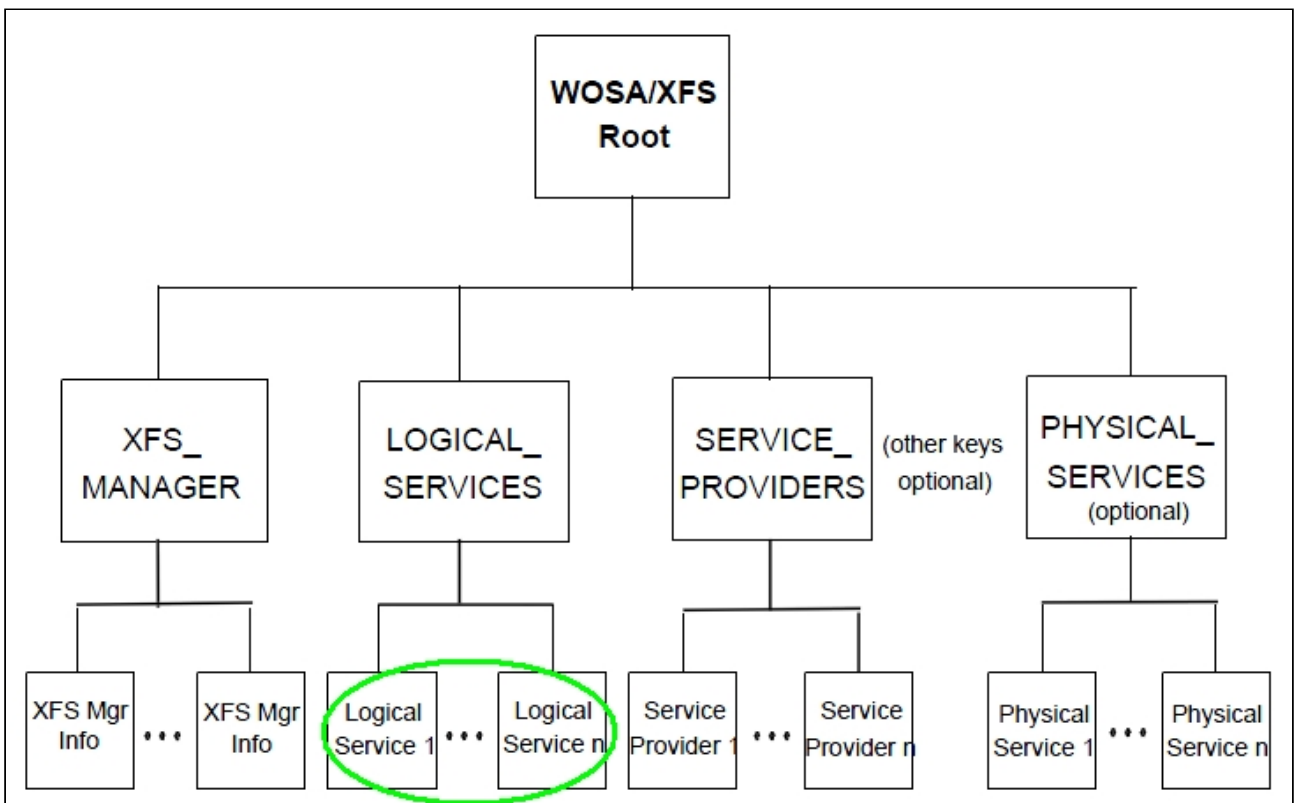 WOSA/XFS
Root
XFS_
MANAGER
LOGICAL_
SERVICES
SERVICE_
PROVIDERS
(other keys
optional)
PHYSICAL_
SERVICES
(optional)
XFS Mgr
Info
•••
XFS Mgr
Info
Logical
Service 1
•••
Logical
Service n
Service
Provider 1
•••
Service
Provider n
Physical
Service 1
•••
Physical
Service n